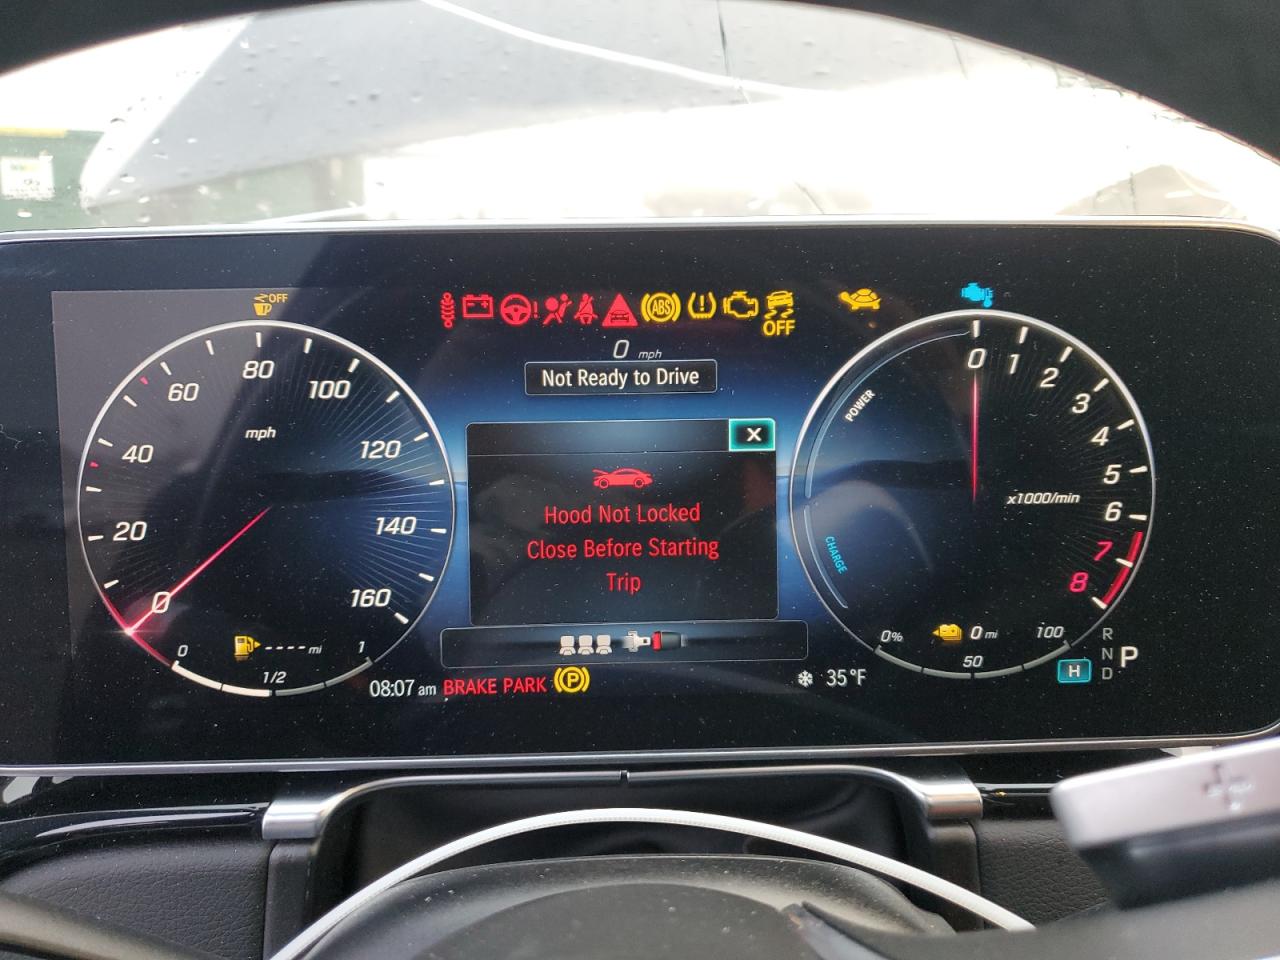 OFF
ABS
OFF
0 mph
Not Ready to Drive
X
Hood Not Locked
Close Before Starting
Trip
0
20
40
60
80
100
120
140
160
mph
0
1/2
1
---- mi
08:07 am BRAKE PARK P
35°F
POWER
CHARGE
0
1
2
3
4
5
6
7
8
x1000/min
0%
50
100
0 mi
H
R
N
D
P